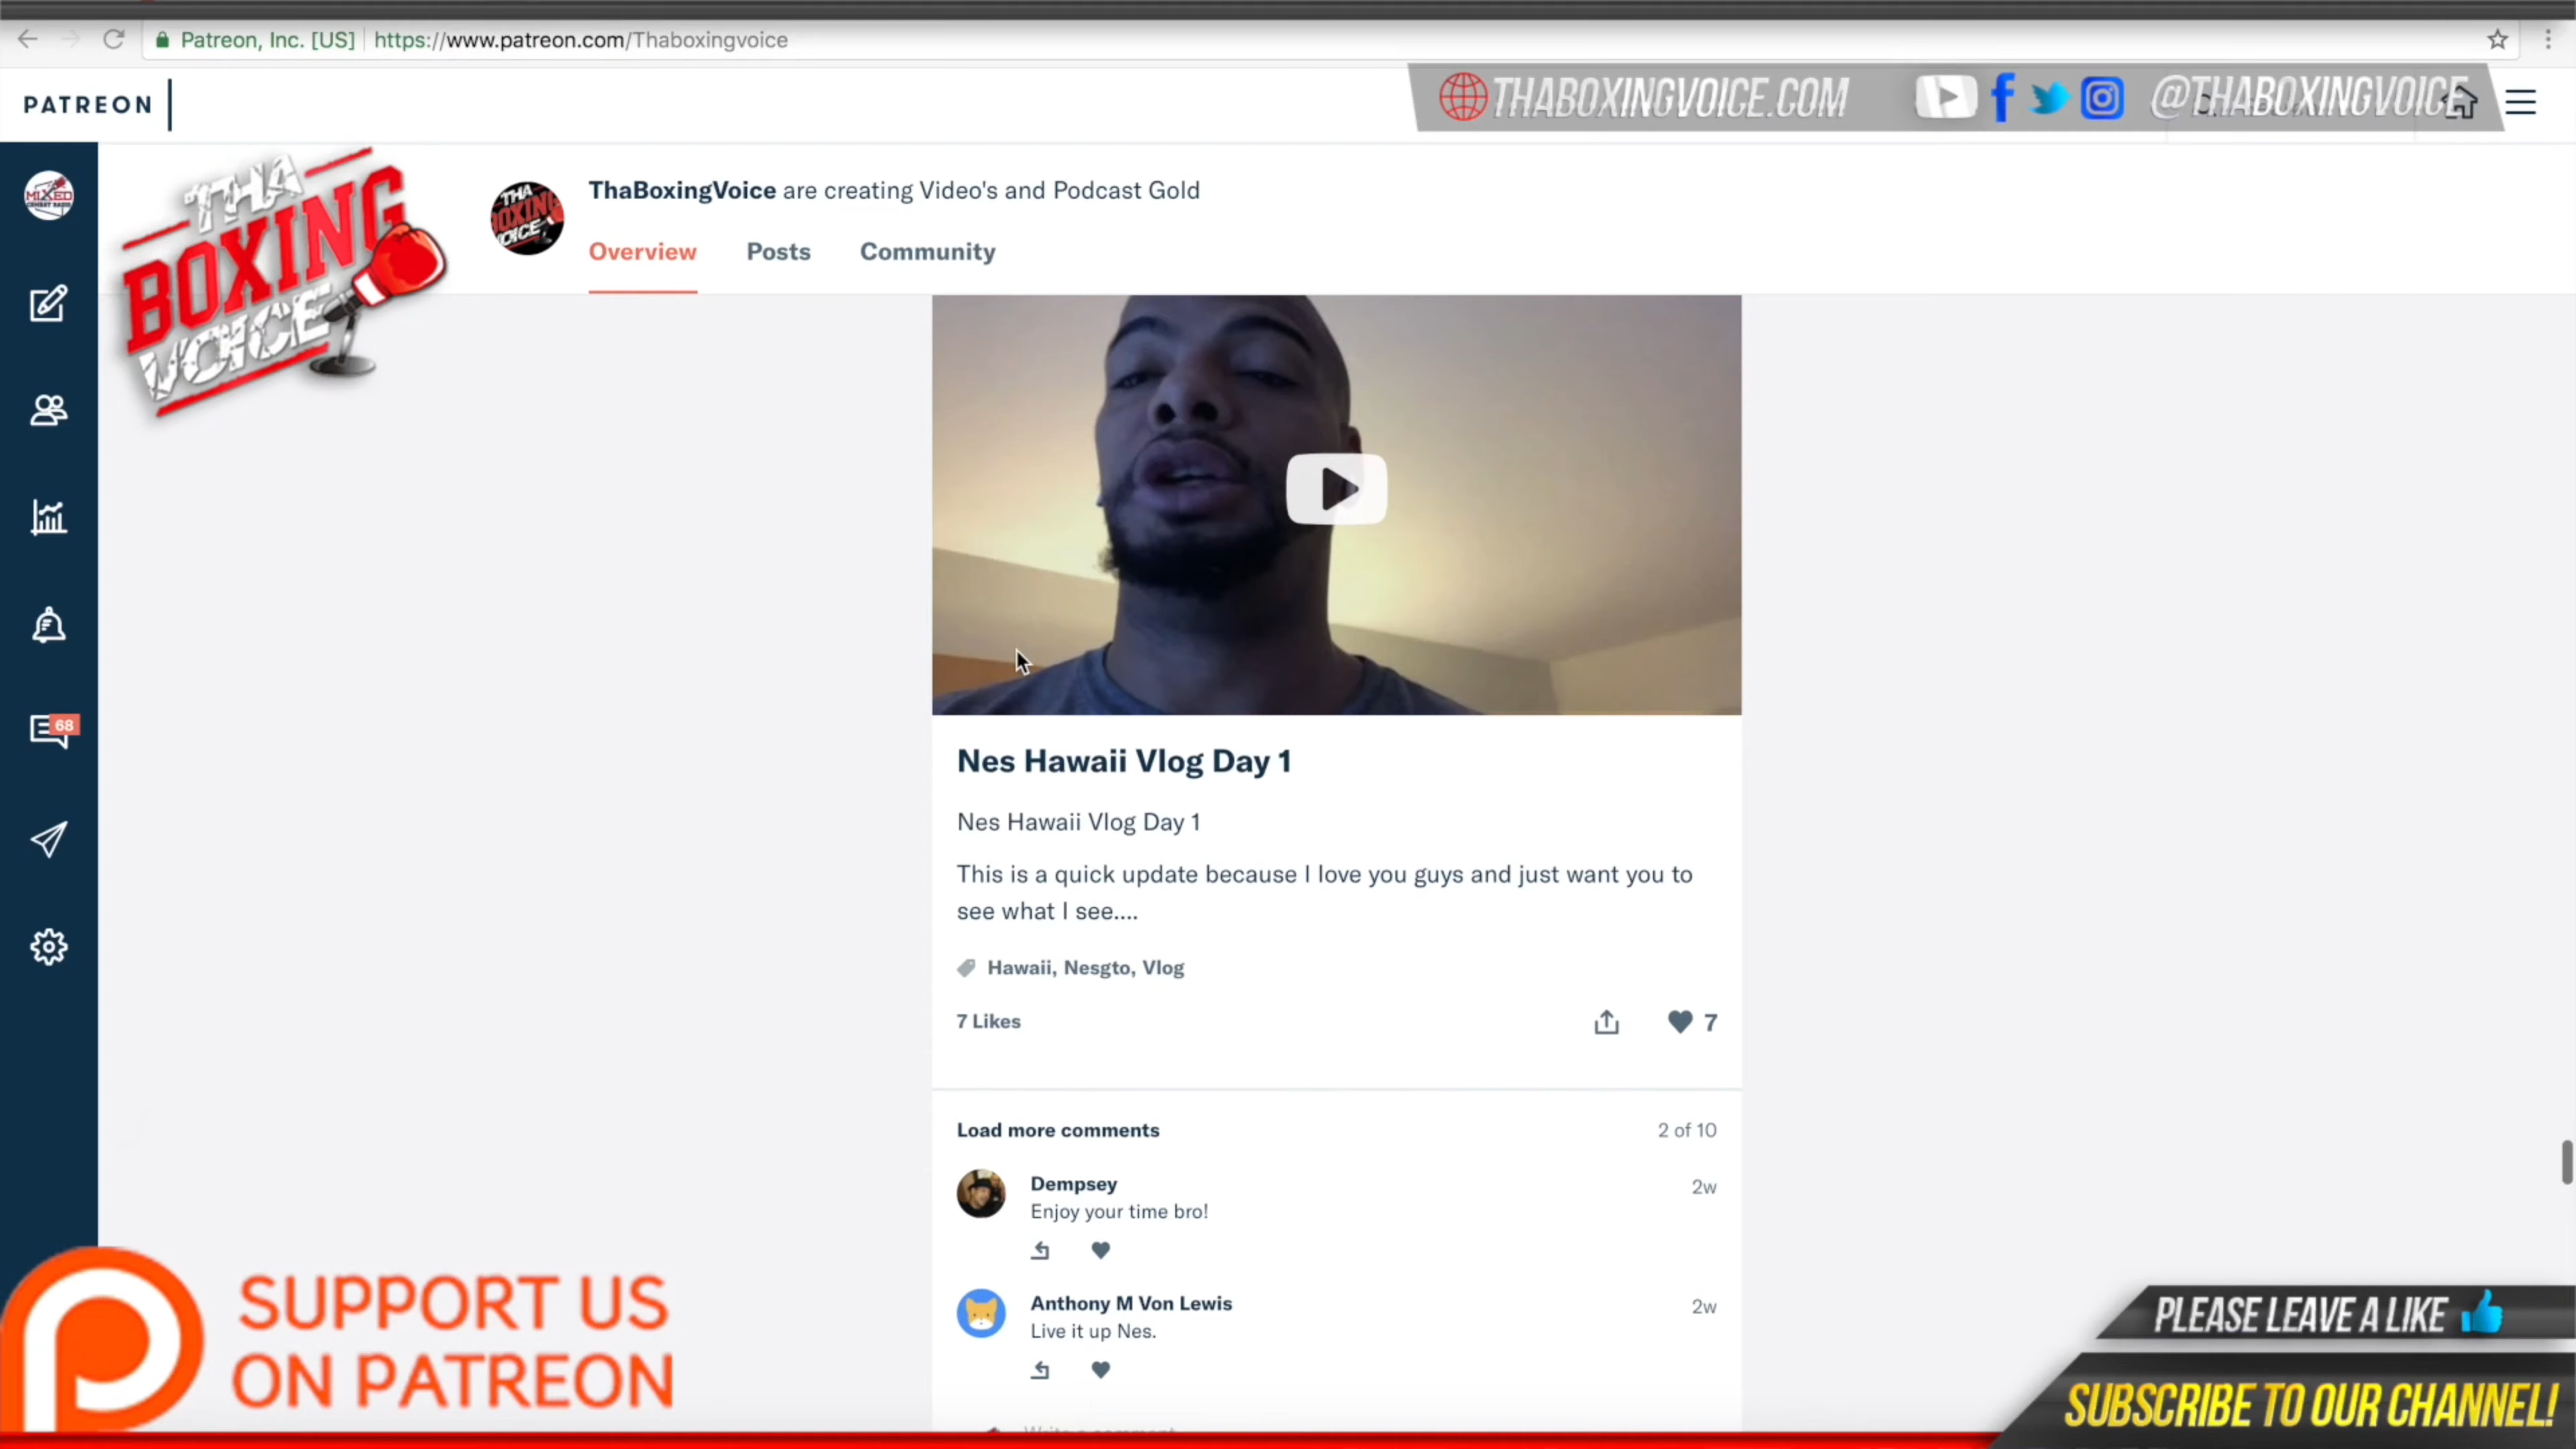 Patreon, Inc. [US] https://www.patreon.com/Thaboxingvoice
PATREON
THABOXINGVOICE.COM
@THABOXINGVOICE
MIXED
THA
BOXING
VOICE
THA
BOXING
VOICE
ThaBoxingVoice are creating Video's and Podcast Gold
Overview Posts Community
68
Nes Hawaii Vlog Day 1
Nes Hawaii Vlog Day 1
This is a quick update because I love you guys and just want you to
see what I see....
Hawaii, Nesgto, Vlog
7 Likes
7
Load more comments
2 of 10
Dempsey
2w
Enjoy your time bro!
Anthony M Von Lewis
2w
Live it up Nes.
SUPPORT US
ON PATREON
PLEASE LEAVE A LIKE
SUBSCRIBE TO OUR CHANNEL!